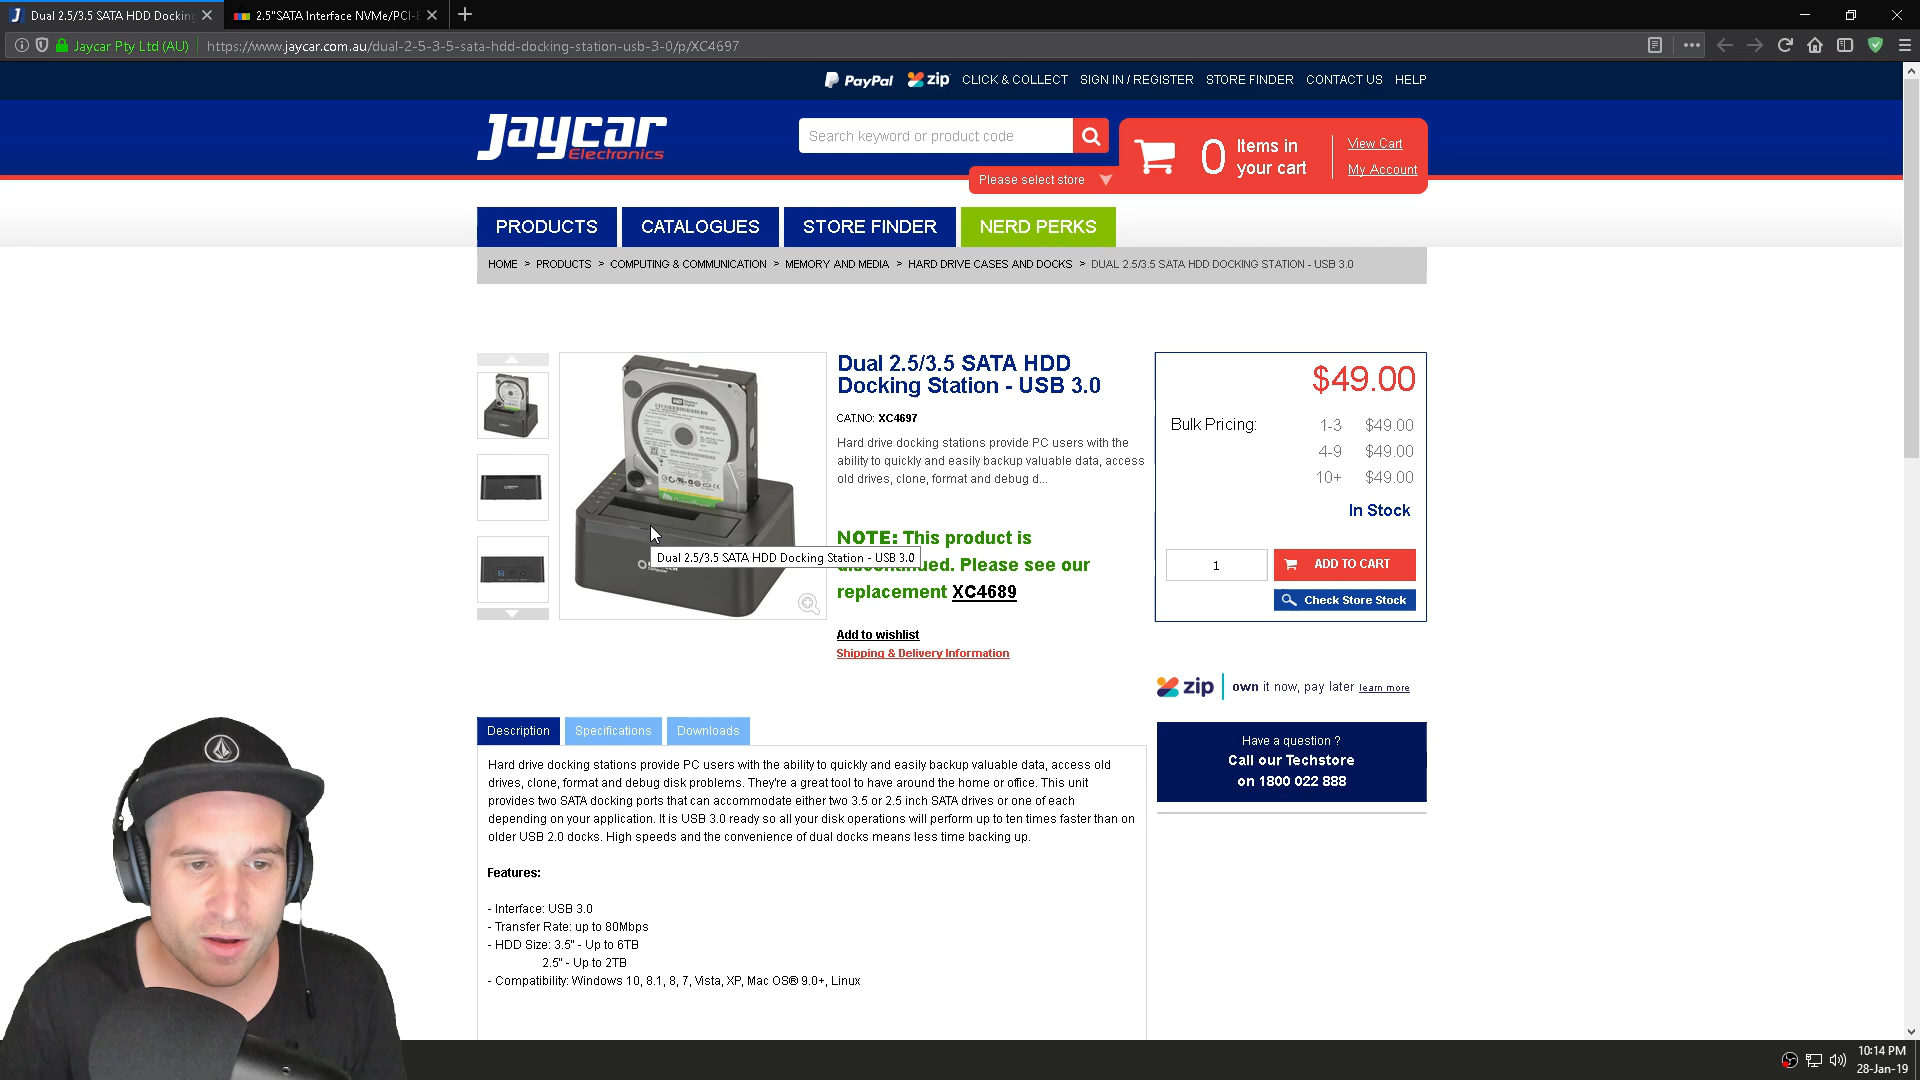 Dual 2.5/3.5 SATA HDD Docking
2.5"SATA Interface NVMe/PCI-E
Jaycar Pty Ltd (AU)
https://www.jaycar.com.au/dual-2-5-3-5-sata-hdd-docking-station-usb-3-0/p/XC4697
PayPal
zip
CLICK & COLLECT
SIGN IN / REGISTER
STORE FINDER
CONTACT US
HELP
Jaycar
Electronics
Search keyword or product code
Please select store
0
Items in
your cart
View Cart
My Account
PRODUCTS
CATALOGUES
STORE FINDER
NERD PERKS
HOME > PRODUCTS > COMPUTING & COMMUNICATION > MEMORY AND MEDIA > HARD DRIVE CASES AND DOCKS > DUAL 2.5/3.5 SATA HDD DOCKING STATION - USB 3.0
Dual 2.5/3.5 SATA HDD
Docking Station - USB 3.0
CAT.NO: XC4697
Hard drive docking stations provide PC users with the
ability to quickly and easily backup valuable data, access
old drives, clone, format and debug d...
NOTE: This product is
discontinued. Please see our
replacement XC4689
Dual 2.5/3.5 SATA HDD Docking Station - USB 3.0
Add to wishlist
Shipping & Delivery Information
$49.00
Bulk Pricing:
1-3 $49.00
4-9 $49.00
10+ $49.00
In Stock
1
ADD TO CART
Check Store Stock
zip
own it now, pay later learn more
Have a question ?
Call our Techstore
on 1800 022 888
Description
Specifications
Downloads
Hard drive docking stations provide PC users with the ability to quickly and easily backup valuable data, access old
drives, clone, format and debug disk problems. They're a great tool to have around the home or office. This unit
provides two SATA docking ports that can accommodate either two 3.5 or 2.5 inch SATA drives or one of each
depending on your application. It is USB 3.0 ready so all your disk operations will perform up to ten times faster than on
older USB 2.0 docks. High speeds and the convenience of dual docks means less time backing up.
Features:
- Interface: USB 3.0
- Transfer Rate: up to 80Mbps
- HDD Size: 3.5" - Up to 6TB
2.5" - Up to 2TB
- Compatibility: Windows 10, 8.1, 8, 7, Vista, XP, Mac OS® 9.0+, Linux
10:14 PM
28-Jan-19